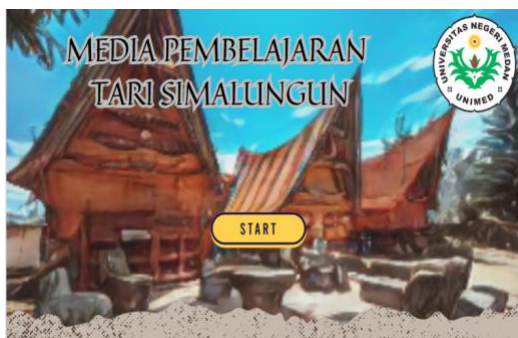 MEDIA PEMBELAJARAN
TARI SIMALUNGUN
UNIVERSITAS NEGERI MEDAN
UNIMED
START